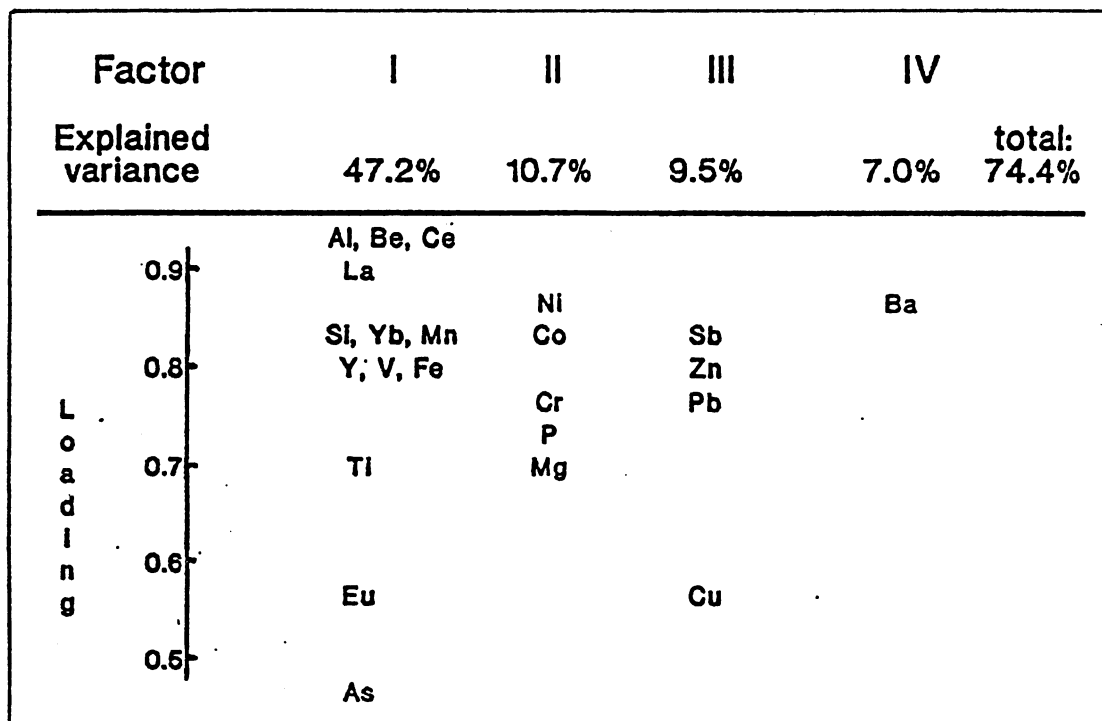 Factor I II III IV
Explained variance 47.2% 10.7% 9.5% 7.0% total: 74.4%
Al, Be, Ce
0.9 La
Ni Ba
Si, Yb, Mn Co Sb
0.8 Y, V, Fe Zn
Cr Pb
P
0.7 Ti Mg
0.6
Eu Cu
0.5
As
Loading